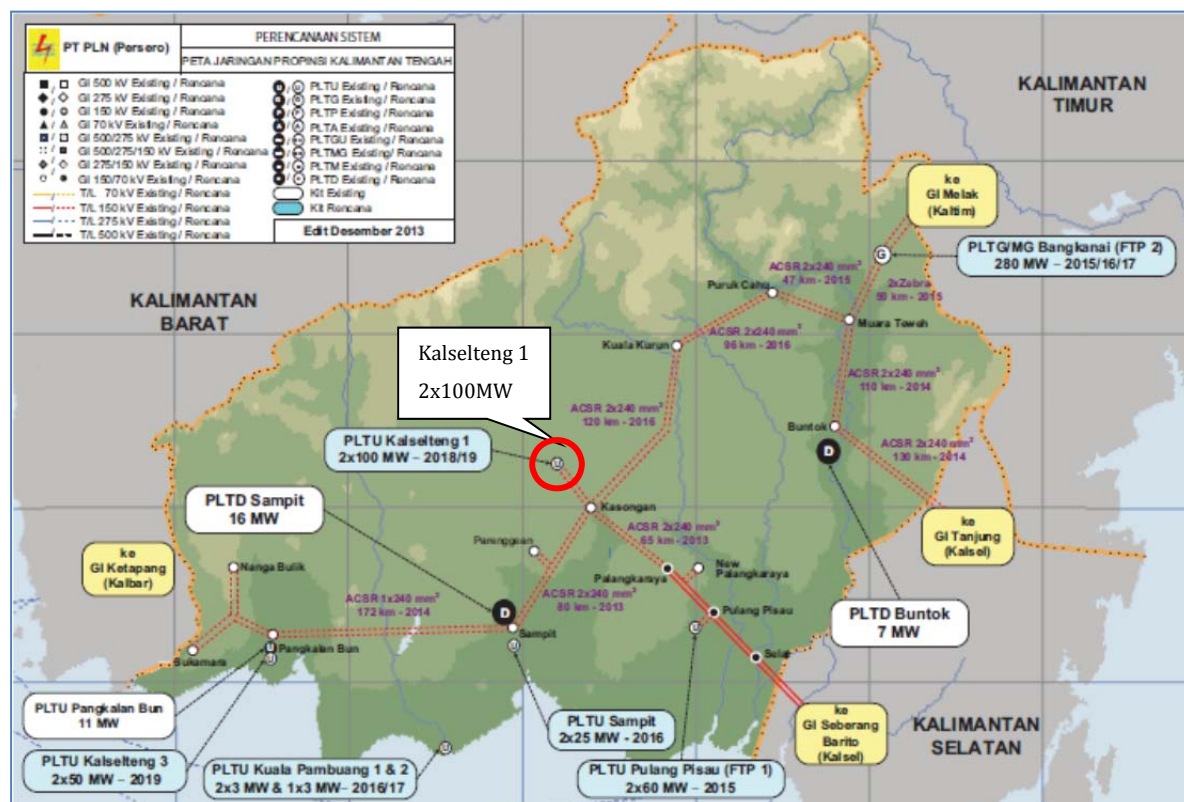 PT PLN (Persero)
PERENCANAAN SISTEM
PETA JARINGAN PROPINSI KALIMANTAN TENGAH
GI 500 kV Existing / Rencana
GI 275 kV Existing / Rencana
GI 150 kV Existing / Rencana
GI 70 kV Existing / Rencana
GI 500/275 kV Existing / Rencana
GI 500/275/150 kV Existing / Rencana
GI 275/150 kV Existing / Rencana
GI 150/70 kV Existing / Rencana
T/L 70 kV Existing / Rencana
T/L 150 kV Existing / Rencana
T/L 275 kV Existing / Rencana
T/L 500 kV Existing / Rencana
PLTU Existing / Rencana
PLTG Existing / Rencana
PLTP Existing / Rencana
PLTA Existing / Rencana
PLTGU Existing / Rencana
PLTMG Existing / Rencana
PLTM Existing / Rencana
PLTD Existing / Rencana
Kit Existing
Kit Rencana
Edit Desember 2013
KALIMANTAN
TIMUR
ke
GI Melak
(Kaltim)
G
PLTG/MG Bangkanai (FTP 2)
280 MW – 2015/16/17
ACSR 2x240 mm²
47 km - 2015
Puruk Cahu
2xZebra
50 km - 2015
KALIMANTAN
BARAT
Muara Teweh
ACSR 2x240 mm²
96 km - 2016
Kuala Kurun
Kalselteng 1
2x100MW
ACSR 2x240 mm²
110 km - 2014
ACSR 2x240 mm²
120 km - 2016
Buntok
ACSR 2x240 mm²
130 km - 2014
D
PLTU Kalselteng 1
2x100 MW – 2018/19
U
PLTD Sampit
16 MW
Kasongan
ACSR 2x240 mm²
65 km - 2013
ke
GI Tanjung
(Kalsel)
ke
GI Ketapang
(Kalbar)
Parenggean
Nanga Bulik
Palangkaraya
New
Palangkaraya
ACSR 1x240 mm²
172 km - 2014
ACSR 2x240 mm²
80 km - 2013
D
Sampit
Pulang Pisau
U
PLTD Buntok
7 MW
Sukamara
Pangkalan Bun
U
U
Selat
PLTU Pangkalan Bun
11 MW
PLTU Sampit
2x25 MW - 2016
ke
GI Seberang
Barito
(Kalsel)
KALIMANTAN
SELATAN
PLTU Kalselteng 3
2x50 MW – 2019
U
PLTU Kuala Pambuang 1 & 2
2x3 MW & 1x3 MW– 2016/17
PLTU Pulang Pisau (FTP 1)
2x60 MW – 2015